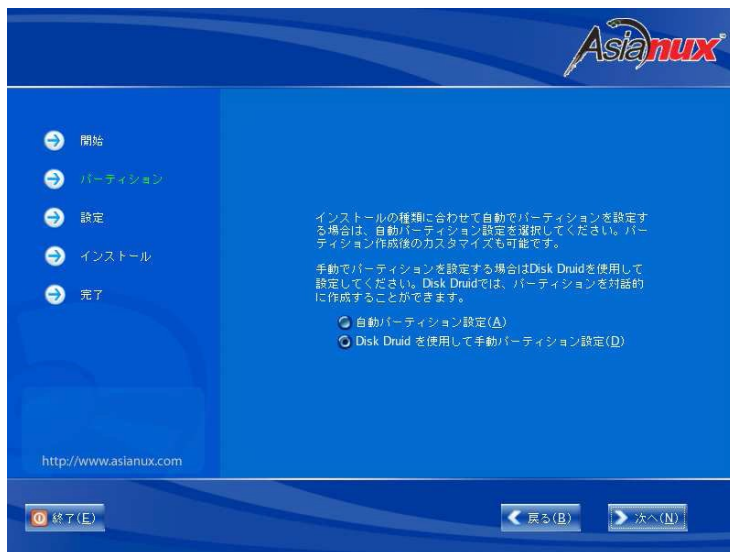 Asianux
開始
パーティション
設定
インストール
完了
インストールの種類に合わせて自動でパーティションを設定す
る場合は、自動パーティション設定を選択してください。パー
ティション作成後のカスタマイズも可能です。
手動でパーティションを設定する場合はDisk Druidを使用して
設定してください。Disk Druidでは、パーティションを対話的
に作成することができます。
自動パーティション設定(A)
Disk Druid を使用して手動パーティション設定(D)
http://www.asianux.com
終了(E)
戻る(B)
次へ(N)